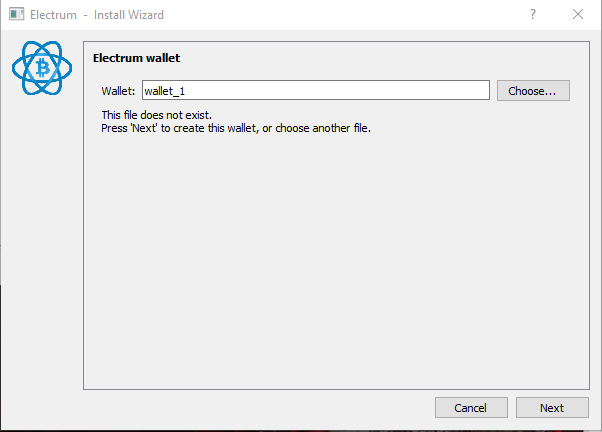 Electrum - Install Wizard
Electrum wallet
Wallet: wallet_1 Choose...
This file does not exist.
Press 'Next' to create this wallet, or choose another file.
Cancel Next